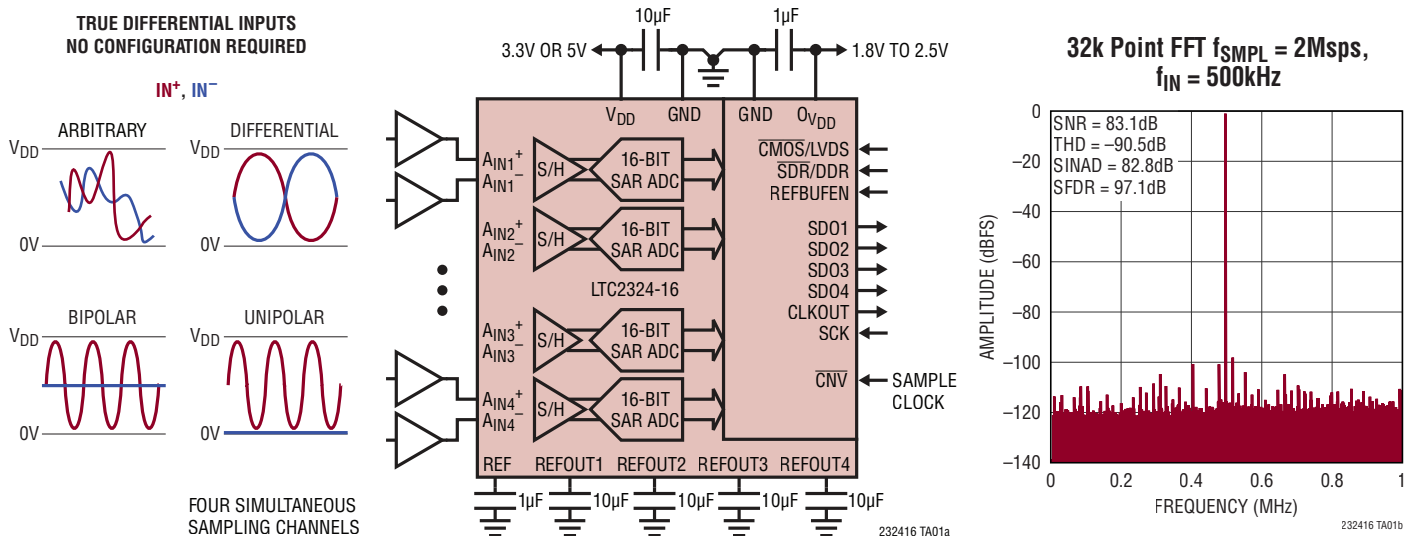 TRUE DIFFERENTIAL INPUTS
NO CONFIGURATION REQUIRED
IN+, IN−
ARBITRARY
VDD
0V
DIFFERENTIAL
VDD
0V
BIPOLAR
VDD
0V
UNIPOLAR
VDD
0V
FOUR SIMULTANEOUS
SAMPLING CHANNELS
10µF
1µF
3.3V OR 5V
1.8V TO 2.5V
VDD
GND
GND
OVDD
AIN1+
AIN1−
S/H
16-BIT
SAR ADC
AIN2+
AIN2−
S/H
16-BIT
SAR ADC
LTC2324-16
AIN3+
AIN3−
S/H
16-BIT
SAR ADC
AIN4+
AIN4−
S/H
16-BIT
SAR ADC
CMOS/LVDS
SDR/DDR
REFBUFEN
SDO1
SDO2
SDO3
SDO4
CLKOUT
SCK
CNV
SAMPLE
CLOCK
REF
REFOUT1
REFOUT2
REFOUT3
REFOUT4
1µF
10µF
10µF
10µF
10µF
232416 TA01a
32k Point FFT fSMPL = 2Msps,
fIN = 500kHz
SNR = 83.1dB
THD = –90.5dB
SINAD = 82.8dB
SFDR = 97.1dB
AMPLITUDE (dBFS)
0
–20
–40
–60
–80
–100
–120
–140
0
0.2
0.4
0.6
0.8
1
FREQUENCY (MHz)
232416 TA01b